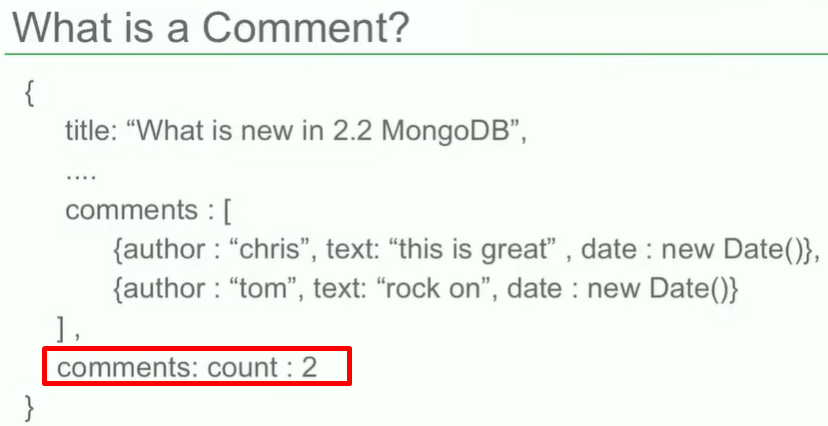 What is a Comment?
{
title: “What is new in 2.2 MongoDB”,
....
comments : [
{author : “chris”, text: “this is great” , date : new Date()},
{author : “tom”, text: “rock on”, date : new Date()}
] ,
comments: count : 2
}